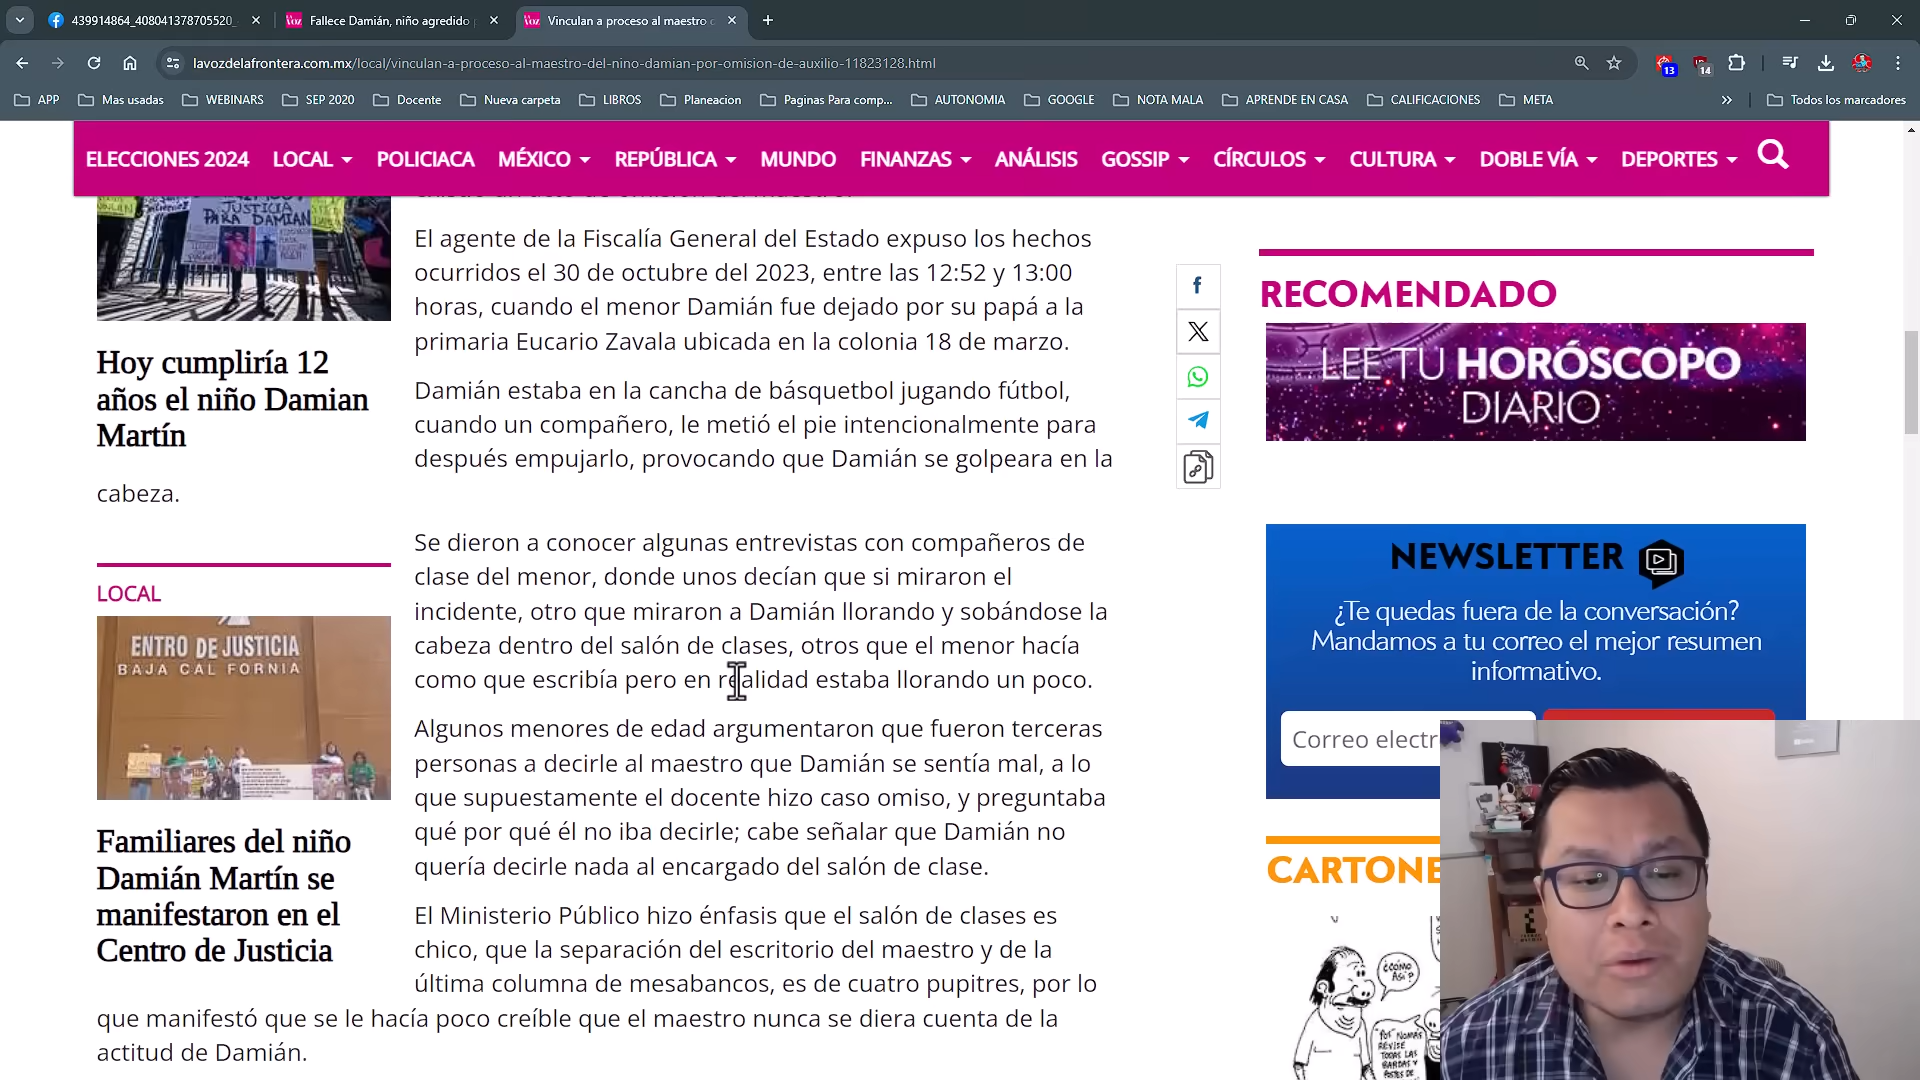 439914864_408041378705520_
Fallece Damián, niño agredido
Vinculan a proceso al maestro
lavozdelafrontera.com.mx/local/vinculan-a-proceso-al-maestro-del-nino-damian-por-omision-de-auxilio-11823128.html
13
14
APP
Mas usadas
WEBINARS
SEP 2020
Docente
Nueva carpeta
LIBROS
Planeacion
Paginas Para comp...
AUTONOMIA
GOOGLE
NOTA MALA
APRENDE EN CASA
CALIFICACIONES
META
Todos los marcadores
ELECCIONES 2024 LOCAL POLICIACA MÉXICO REPÚBLICA MUNDO FINANZAS ANÁLISIS GOSSIP CÍRCULOS CULTURA DOBLE VÍA DEPORTES
JUSTICIA
PARA DAMIAN
Hoy cumpliría 12
años el niño Damian
Martín
El agente de la Fiscalía General del Estado expuso los hechos
ocurridos el 30 de octubre del 2023, entre las 12:52 y 13:00
horas, cuando el menor Damián fue dejado por su papá a la
primaria Eucario Zavala ubicada en la colonia 18 de marzo.
Damián estaba en la cancha de básquetbol jugando fútbol,
cuando un compañero, le metió el pie intencionalmente para
después empujarlo, provocando que Damián se golpeara en la
cabeza.
LOCAL
ENTRO DE JUSTICIA
BAJA CAL FORNIA
Familiares del niño
Damián Martín se
manifestaron en el
Centro de Justicia
Se dieron a conocer algunas entrevistas con compañeros de
clase del menor, donde unos decían que si miraron el
incidente, otro que miraron a Damián llorando y sobándose la
cabeza dentro del salón de clases, otros que el menor hacía
como que escribía pero en realidad estaba llorando un poco.
Algunos menores de edad argumentaron que fueron terceras
personas a decirle al maestro que Damián se sentía mal, a lo
que supuestamente el docente hizo caso omiso, y preguntaba
qué por qué él no iba decirle; cabe señalar que Damián no
quería decirle nada al encargado del salón de clase.
El Ministerio Público hizo énfasis que el salón de clases es
chico, que la separación del escritorio del maestro y de la
última columna de mesabancos, es de cuatro pupitres, por lo
que manifestó que se le hacía poco creíble que el maestro nunca se diera cuenta de la
actitud de Damián.
RECOMENDADO
LEE TU HORÓSCOPO
DIARIO
NEWSLETTER
¿Te quedas fuera de la conversación?
Mandamos a tu correo el mejor resumen
informativo.
Correo electr
CARTONE
¿CÓMO
ASÍ?